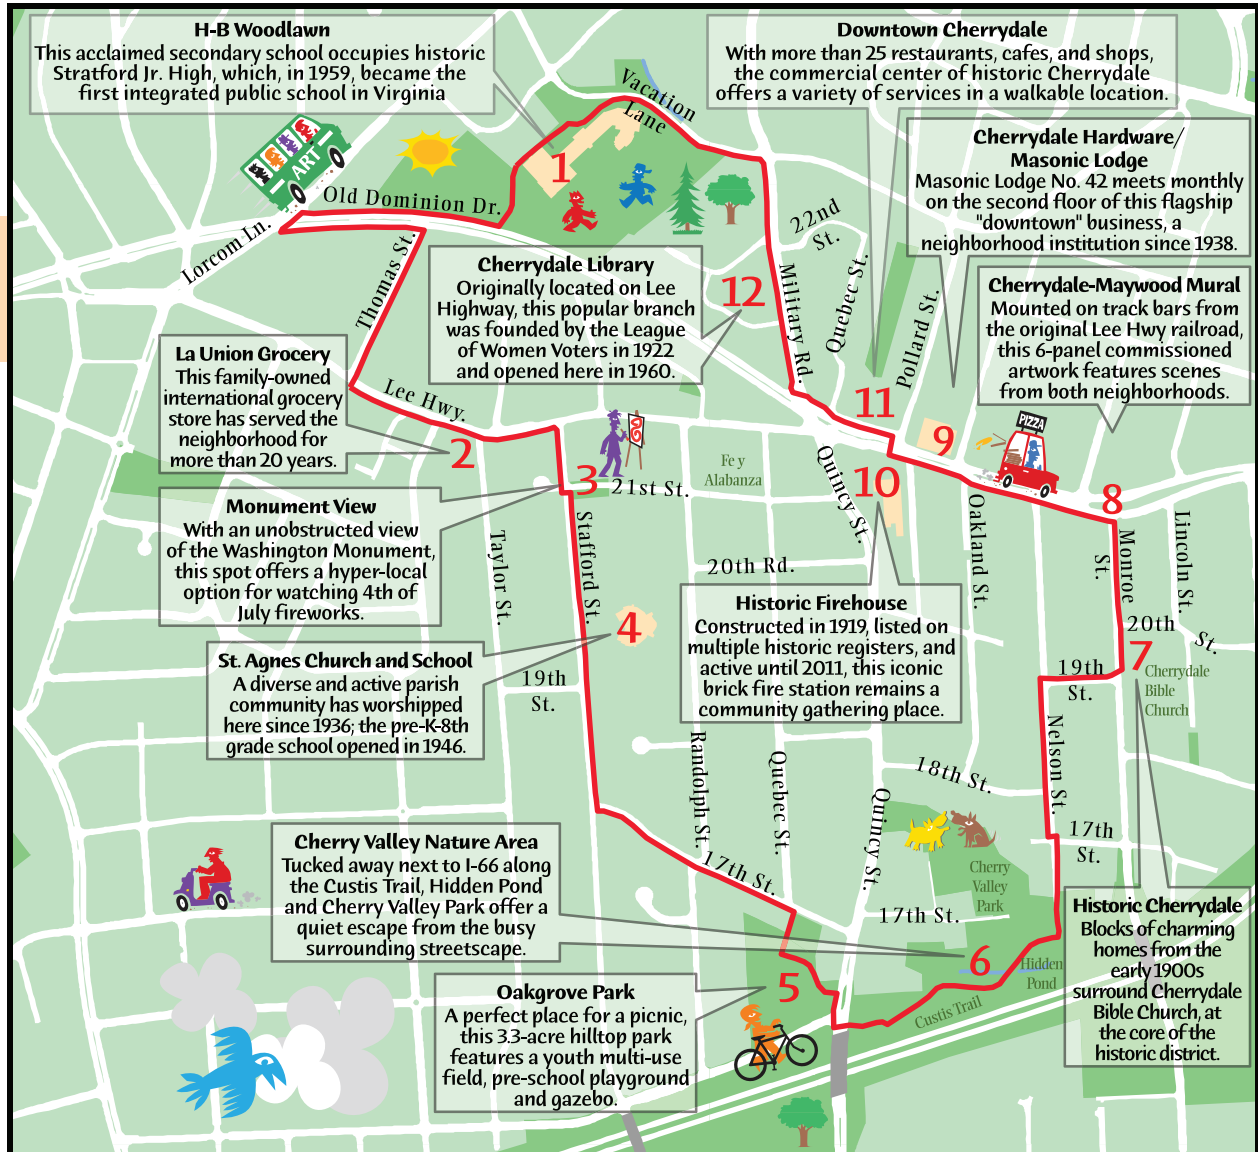 H-B Woodlawn
This acclaimed secondary school occupies historic
Stratford Jr. High, which, in 1959, became the
first integrated public school in Virginia
Downtown Cherrydale
With more than 25 restaurants, cafes, and shops,
the commercial center of historic Cherrydale
offers a variety of services in a walkable location.
Vacation
Lane
Cherrydale Hardware/
Masonic Lodge
Masonic Lodge No. 42 meets monthly
on the second floor of this flagship
"downtown" business, a
neighborhood institution since 1938.
ART
1
Old Dominion Dr.
Lorcom Ln.
Thomas St.
22nd
St.
Cherrydale Library
Originally located on Lee
Highway, this popular branch
was founded by the League
of Women Voters in 1922
and opened here in 1960.
12
Military Rd.
Quebec St.
Pollard St.
Cherrydale-Maywood Mural
Mounted on track bars from
the original Lee Hwy railroad,
this 6-panel commissioned
artwork features scenes
from both neighborhoods.
La Union Grocery
This family-owned
international grocery
store has served the
neighborhood for
more than 20 years.
Lee Hwy.
2
11
9
PIZZA
3
21st St.
Fe y
Alabanza
Quincy St.
10
Oakland St.
8
Monroe
St.
Lincoln St.
Monument View
With an unobstructed view
of the Washington Monument,
this spot offers a hyper-local
option for watching 4th of
July fireworks.
Taylor St.
Stafford St.
20th Rd.
4
Historic Firehouse
Constructed in 1919, listed on
multiple historic registers, and
active until 2011, this iconic
brick fire station remains a
community gathering place.
20th
St.
7
19th
St.
Cherrydale
Bible
Church
St. Agnes Church and School
A diverse and active parish
community has worshipped
here since 1936; the pre-K-8th
grade school opened in 1946.
19th
St.
Nelson St.
Randolph St.
Quebec St.
18th St.
Quincy St.
17th
St.
Cherry Valley Nature Area
Tucked away next to I-66 along
the Custis Trail, Hidden Pond
and Cherry Valley Park offer a
quiet escape from the busy
surrounding streetscape.
17th St.
Cherry
Valley
Park
17th St.
6
Hidden
Pond
Historic Cherrydale
Blocks of charming
homes from the
early 1900s
surround Cherrydale
Bible Church, at
the core of the
historic district.
Oakgrove Park
A perfect place for a picnic,
this 3.3-acre hilltop park
features a youth multi-use
field, pre-school playground
and gazebo.
5
Custis Trail